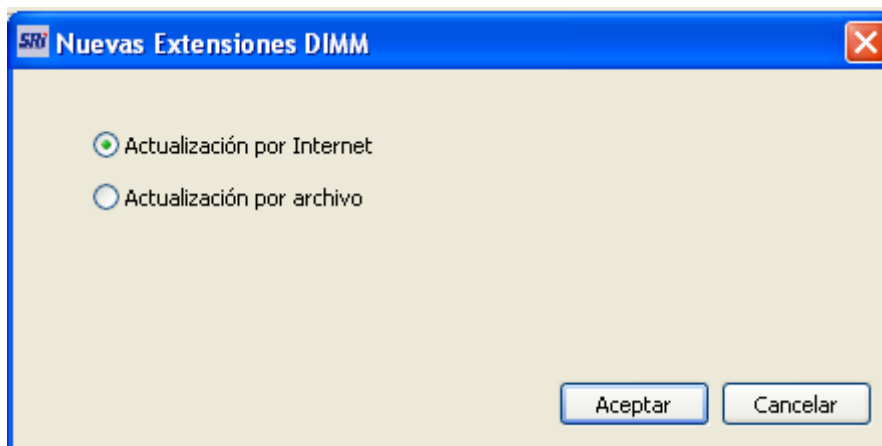 SRi Nuevas Extensiones DIMM
Actualización por Internet
Actualización por archivo
Aceptar Cancelar